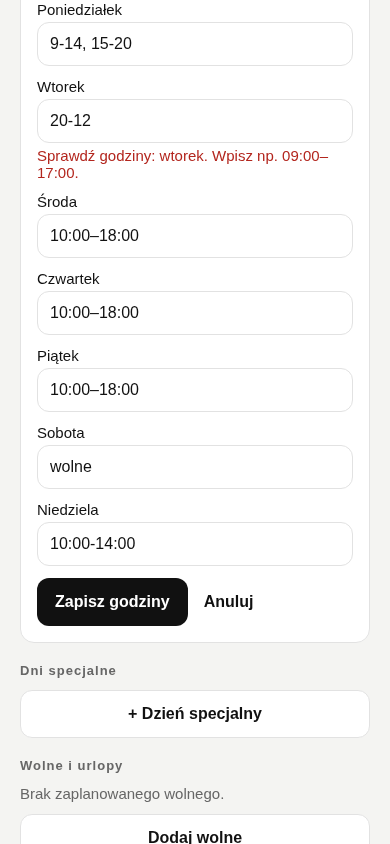 Poniedziałek
9-14, 15-20
Wtorek
20-12
Sprawdź godziny: wtorek. Wpisz np. 09:00–
17:00.
Środa
10:00–18:00
Czwartek
10:00–18:00
Piątek
10:00–18:00
Sobota
wolne
Niedziela
10:00-14:00
Zapisz godziny Anuluj
Dni specjalne
+ Dzień specjalny
Wolne i urlopy
Brak zaplanowanego wolnego.
Dodaj wolne